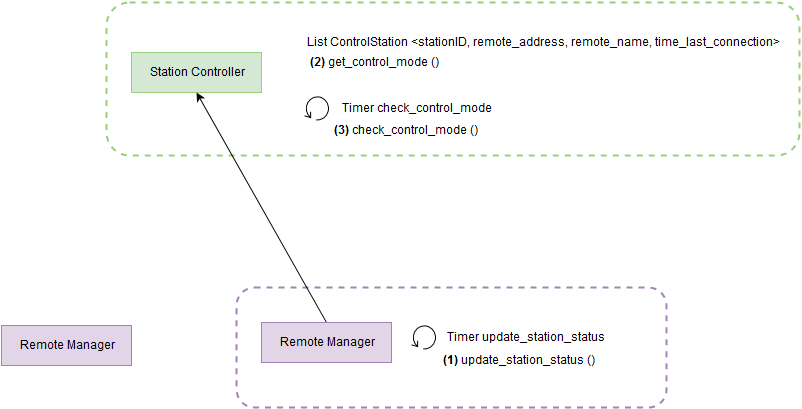 List ControlStation <stationID, remote_address, remote_name, time_last_connection>
Station Controller
(2) get_control_mode ()
Timer check_control_mode
(3) check_control_mode ()
Remote Manager
Remote Manager
Timer update_station_status
(1) update_station_status ()